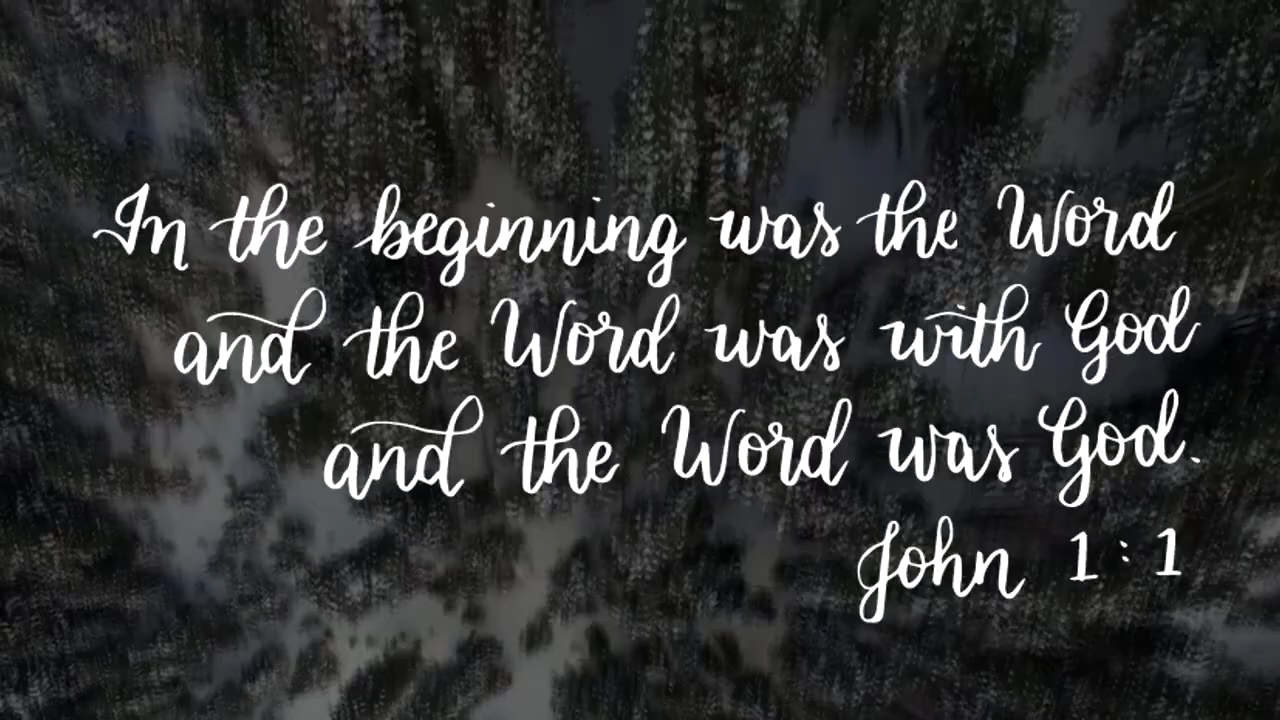 In the beginning was the Word
and the Word was with God
and the Word was God.
John 1:1